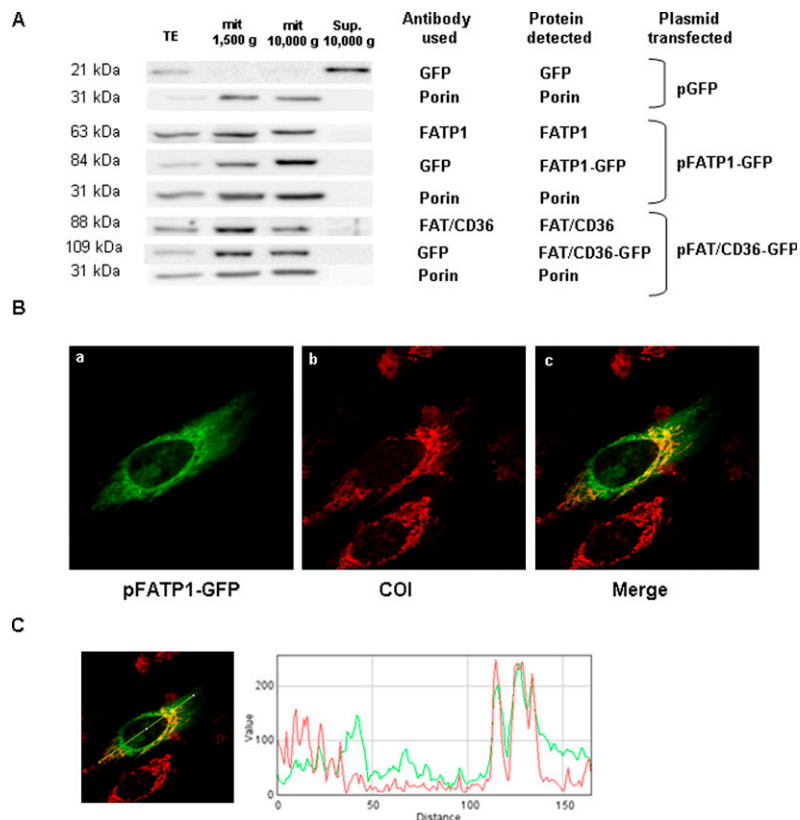 A
TE
mit 1,500 g
mit 10,000 g
Sup. 10,000 g
Antibody used
Protein detected
Plasmid transfected
21 kDa GFP GFP
31 kDa Porin Porin
pGFP
63 kDa FATP1 FATP1
84 kDa GFP FATP1-GFP
31 kDa Porin Porin
pFATP1-GFP
88 kDa FAT/CD36 FAT/CD36
109 kDa GFP FAT/CD36-GFP
31 kDa Porin Porin
pFAT/CD36-GFP
B
a b c
pFATP1-GFP COI Merge
C
Value
200
100
0
0 50 100 150
Distance